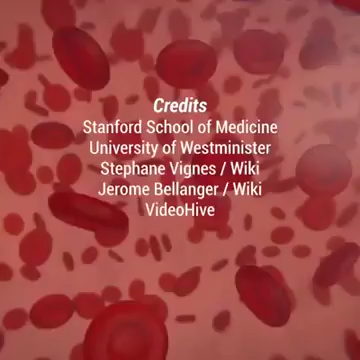 Credits
Stanford School of Medicine
University of Westminister
Stephane Vignes / Wiki
Jerome Bellanger / Wiki
VideoHive